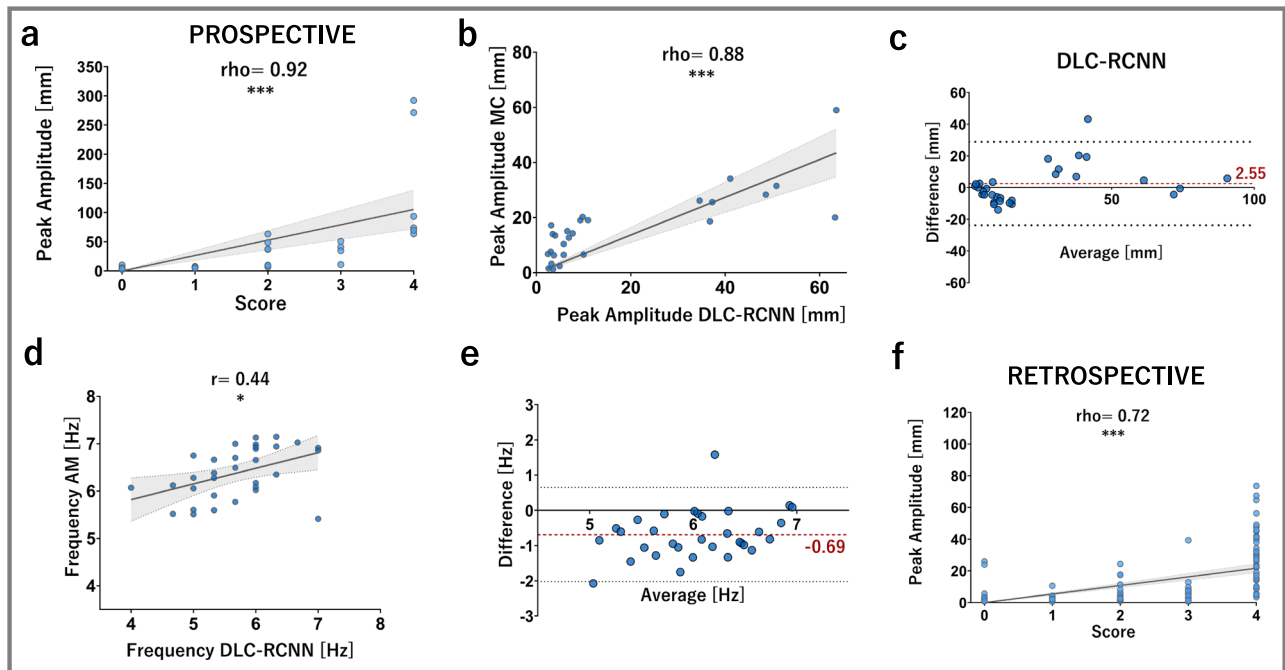 a
PROSPECTIVE
rho= 0.92
***
Peak Amplitude [mm]
350
300
250
200
150
100
50
0
0 1 2 3 4
Score
b
rho= 0.88
***
Peak Amplitude MC [mm]
80
60
40
20
0
0 20 40 60
Peak Amplitude DLC-RCNN [mm]
c
DLC-RCNN
Difference [mm]
60
40
20
0
-20
-40
-60
2.55
50 100
Average [mm]
d
r= 0.44
*
Frequency AM [Hz]
8
7
6
5
4
4 5 6 7 8
Frequency DLC-RCNN [Hz]
e
Difference [Hz]
3
2
1
0
-1
-2
-3
5 6 7
-0.69
Average [Hz]
f
RETROSPECTIVE
rho= 0.72
***
Peak Amplitude [mm]
120
100
80
60
40
20
0
0 1 2 3 4
Score